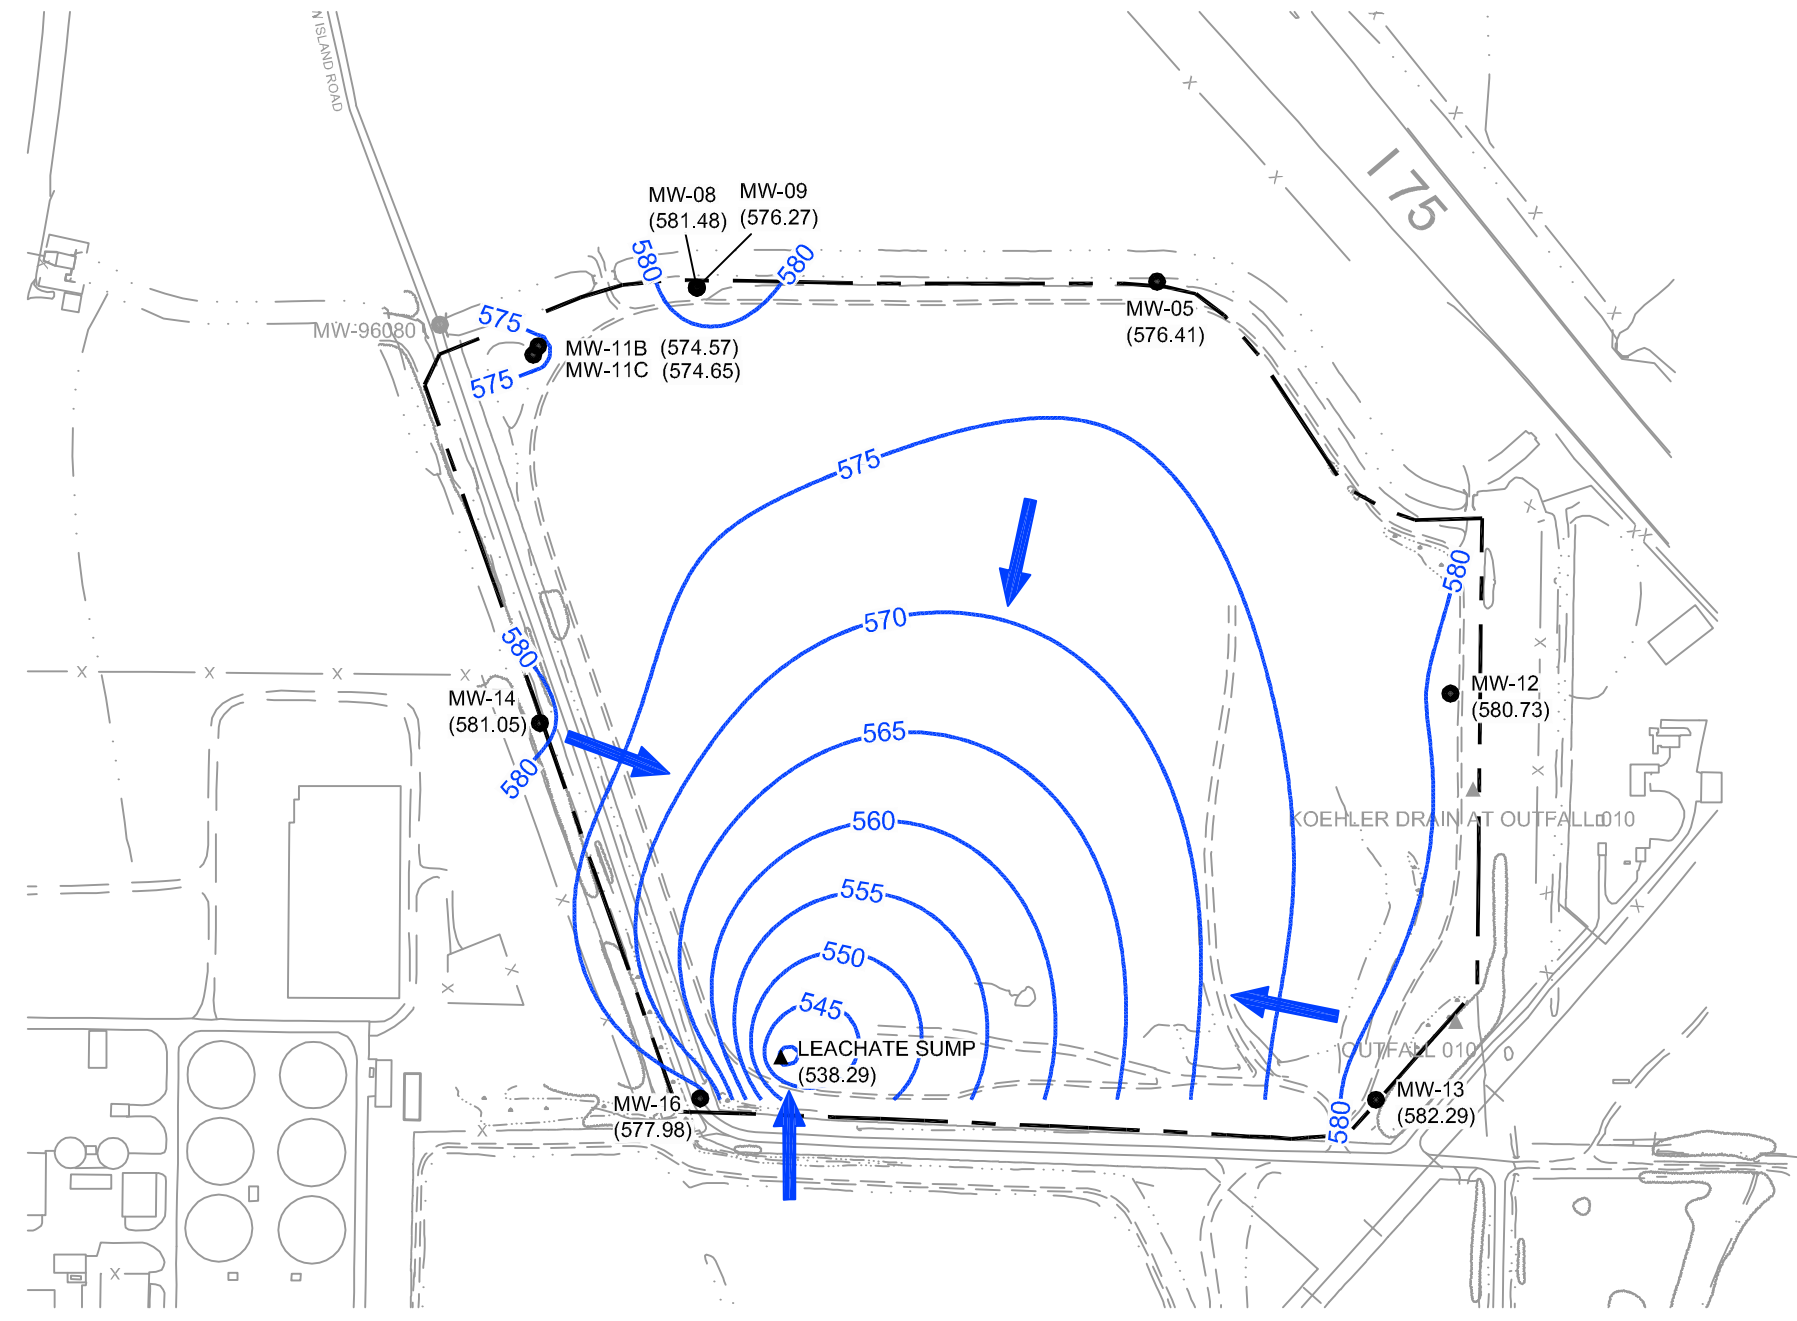 N ISLAND ROAD
I 75
MW-08
(581.48)
MW-09
(576.27)
580
580
MW-05
(576.41)
575
MW-96080
MW-11B (574.57)
MW-11C (574.65)
575
575
580
570
580
MW-14
(581.05)
580
MW-12
(580.73)
565
KOEHLER DRAIN AT OUTFALL 010
560
555
550
545
LEACHATE SUMP
(538.29)
OUTFALL 010
MW-16
(577.98)
MW-13
(582.29)
580